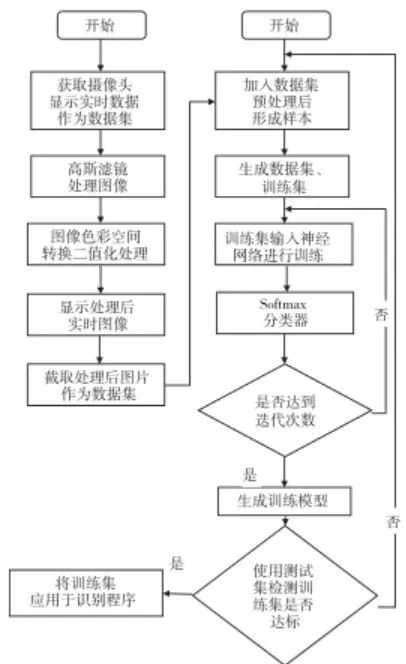 开始
获取摄像头
显示实时数据
作为数据集
高斯滤镜
处理图像
图像色彩空间
转换二值化处理
显示处理后
实时图像
截取处理后图片
作为数据集
开始
加入数据集
预处理后
形成样本
生成数据集、
训练集
训练集输入神经
网络进行训练
Softmax
分类器
否
是否达到
迭代次数
是
生成训练模型
否
使用测试
集检测训
练集是否
达标
是
将训练集
应用于识别程序